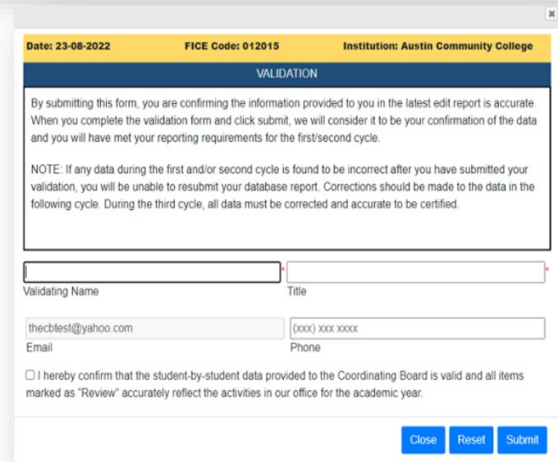 Date: 23-08-2022 FICE Code: 012015 Institution: Austin Community College
VALIDATION
By submitting this form, you are confirming the information provided to you in the latest edit report is accurate.
When you complete the validation form and click submit, we will consider it to be your confirmation of the data
and you will have met your reporting requirements for the first/second cycle.
NOTE: If any data during the first and/or second cycle is found to be incorrect after you have submitted your
validation, you will be unable to resubmit your database report. Corrections should be made to the data in the
following cycle. During the third cycle, all data must be corrected and accurate to be certified.
* *
Validating Name Title
thecbtest@yahoo.com (xxx) xxx xxxx
Email Phone
I hereby confirm that the student-by-student data provided to the Coordinating Board is valid and all items
marked as "Review" accurately reflect the activities in our office for the academic year.
Close Reset Submit